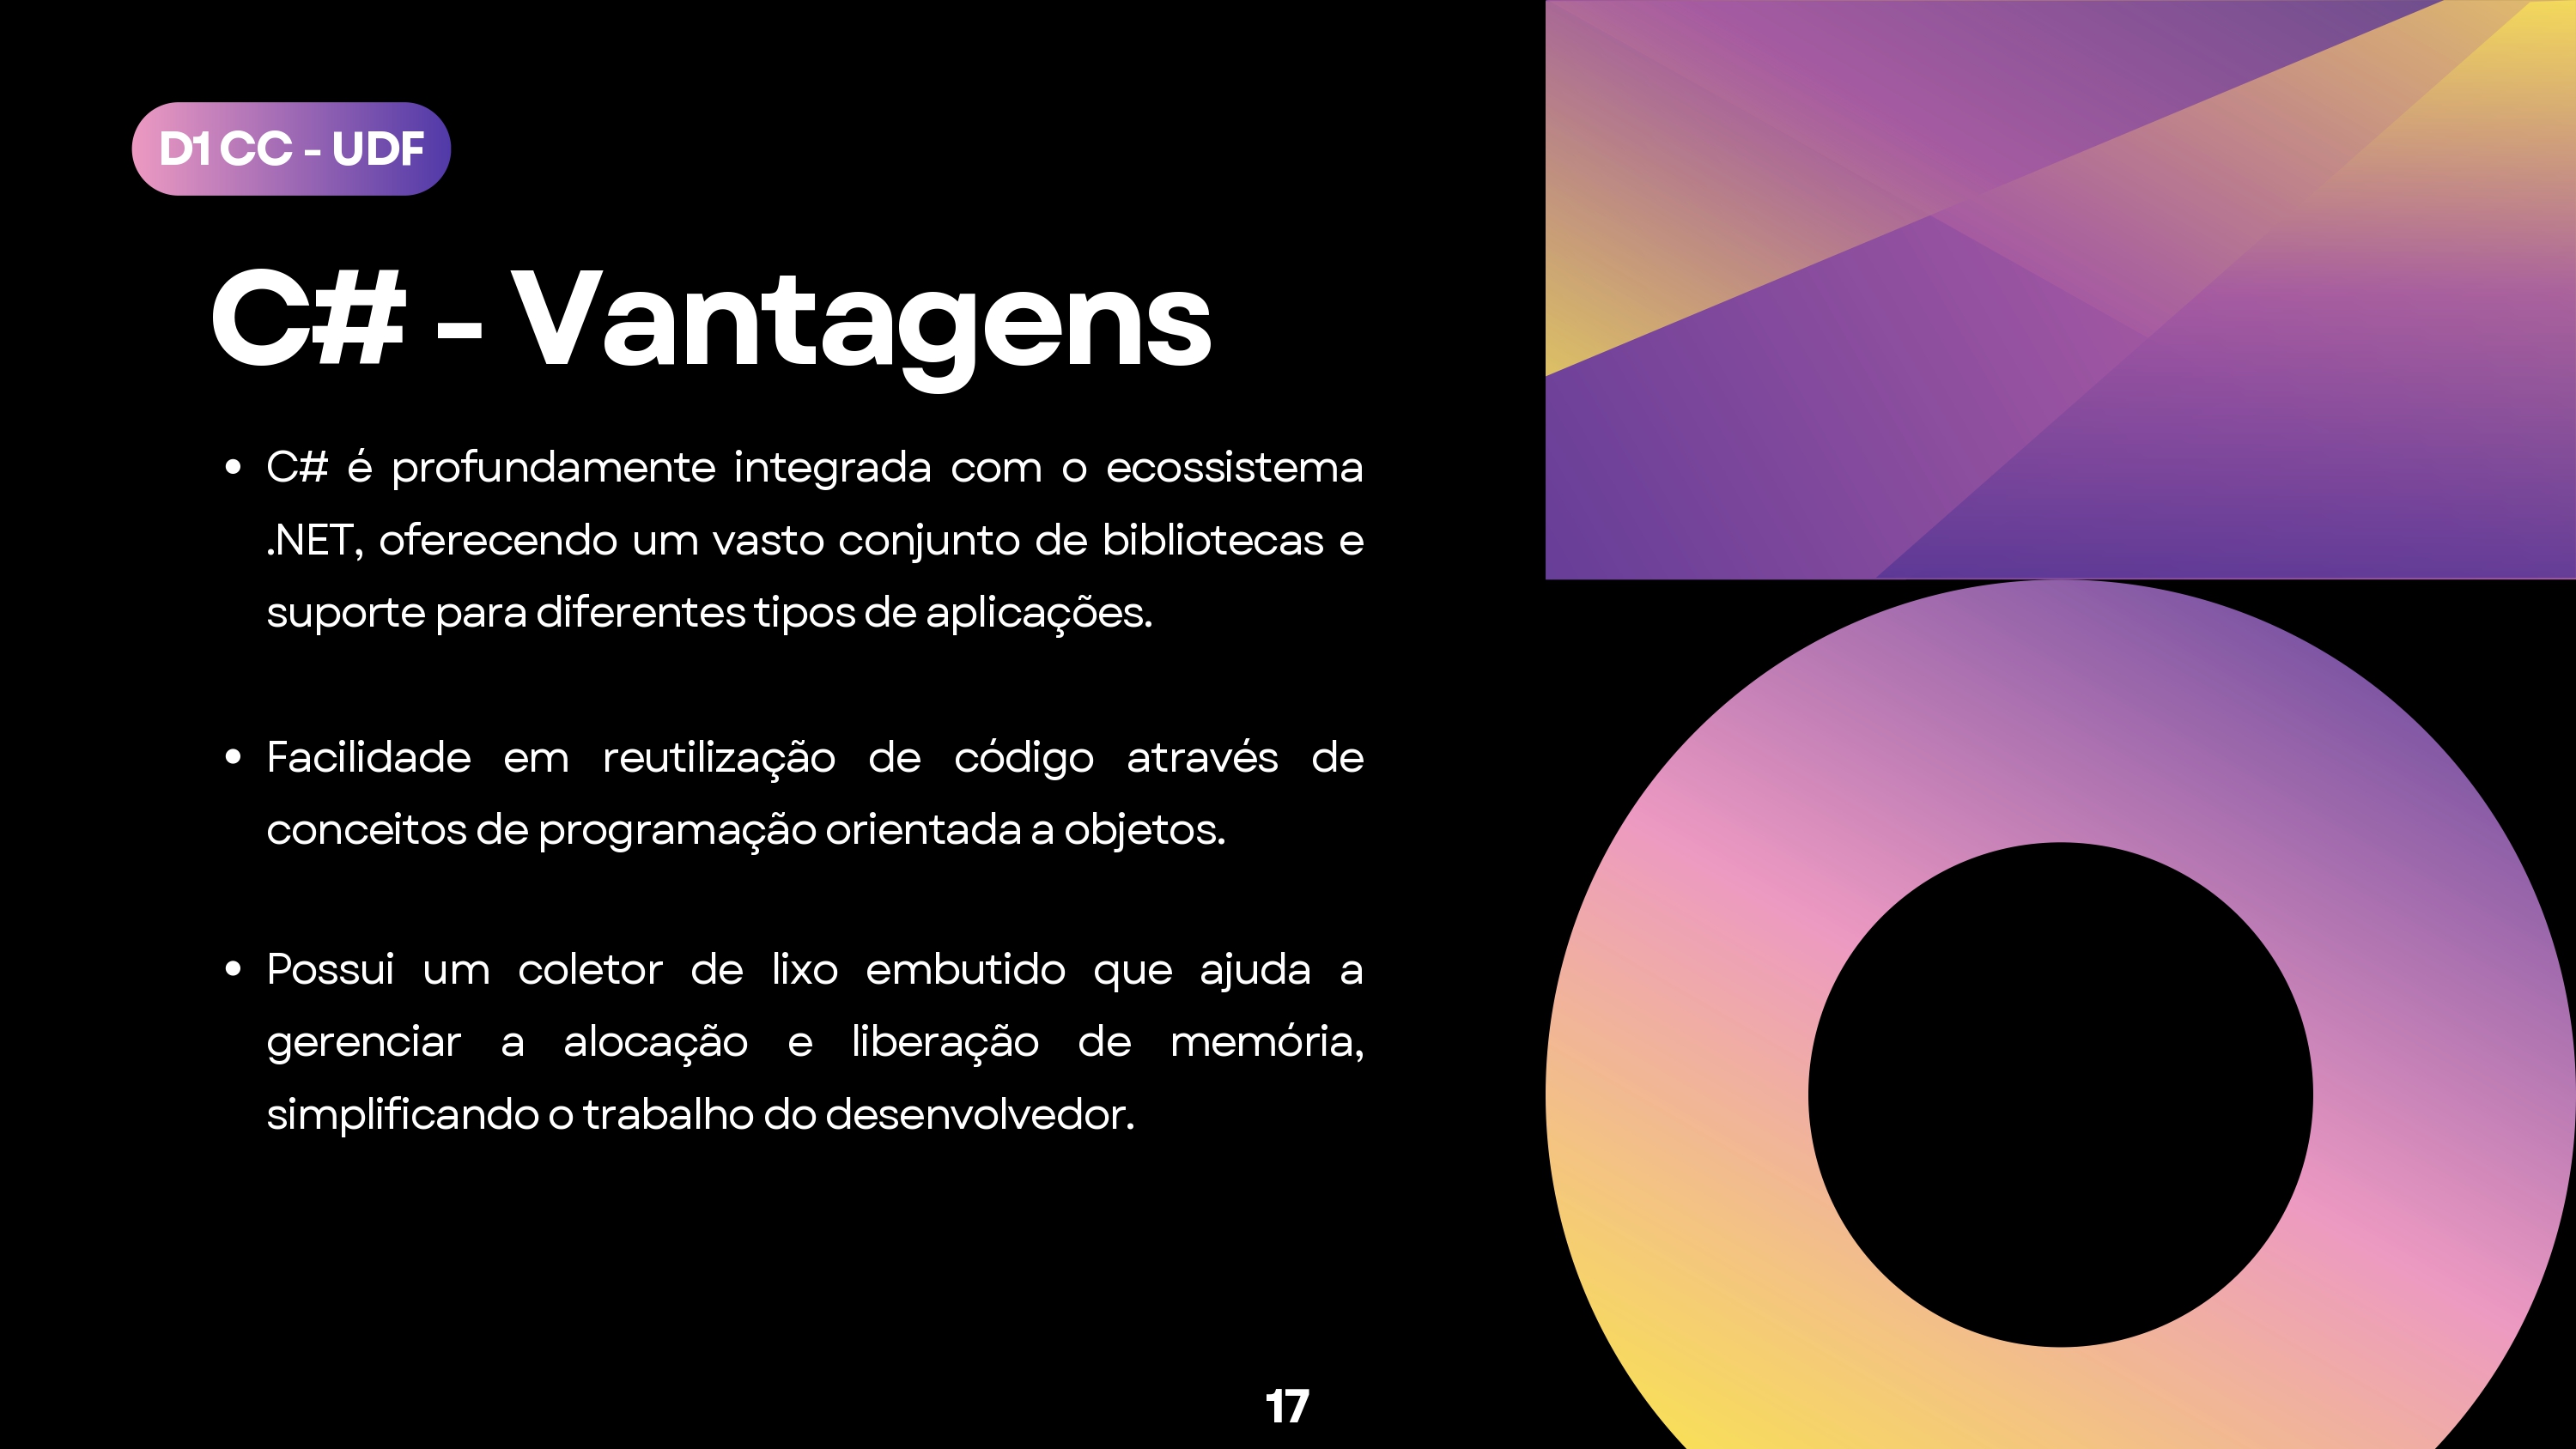 D1 CC - UDF
C# - Vantagens
• C# é profundamente integrada com o ecossistema
.NET, oferecendo um vasto conjunto de bibliotecas e
suporte para diferentes tipos de aplicações.
• Facilidade em reutilização de código através de
conceitos de programação orientada a objetos.
• Possui um coletor de lixo embutido que ajuda a
gerenciar a alocação e liberação de memória,
simplificando o trabalho do desenvolvedor.
17